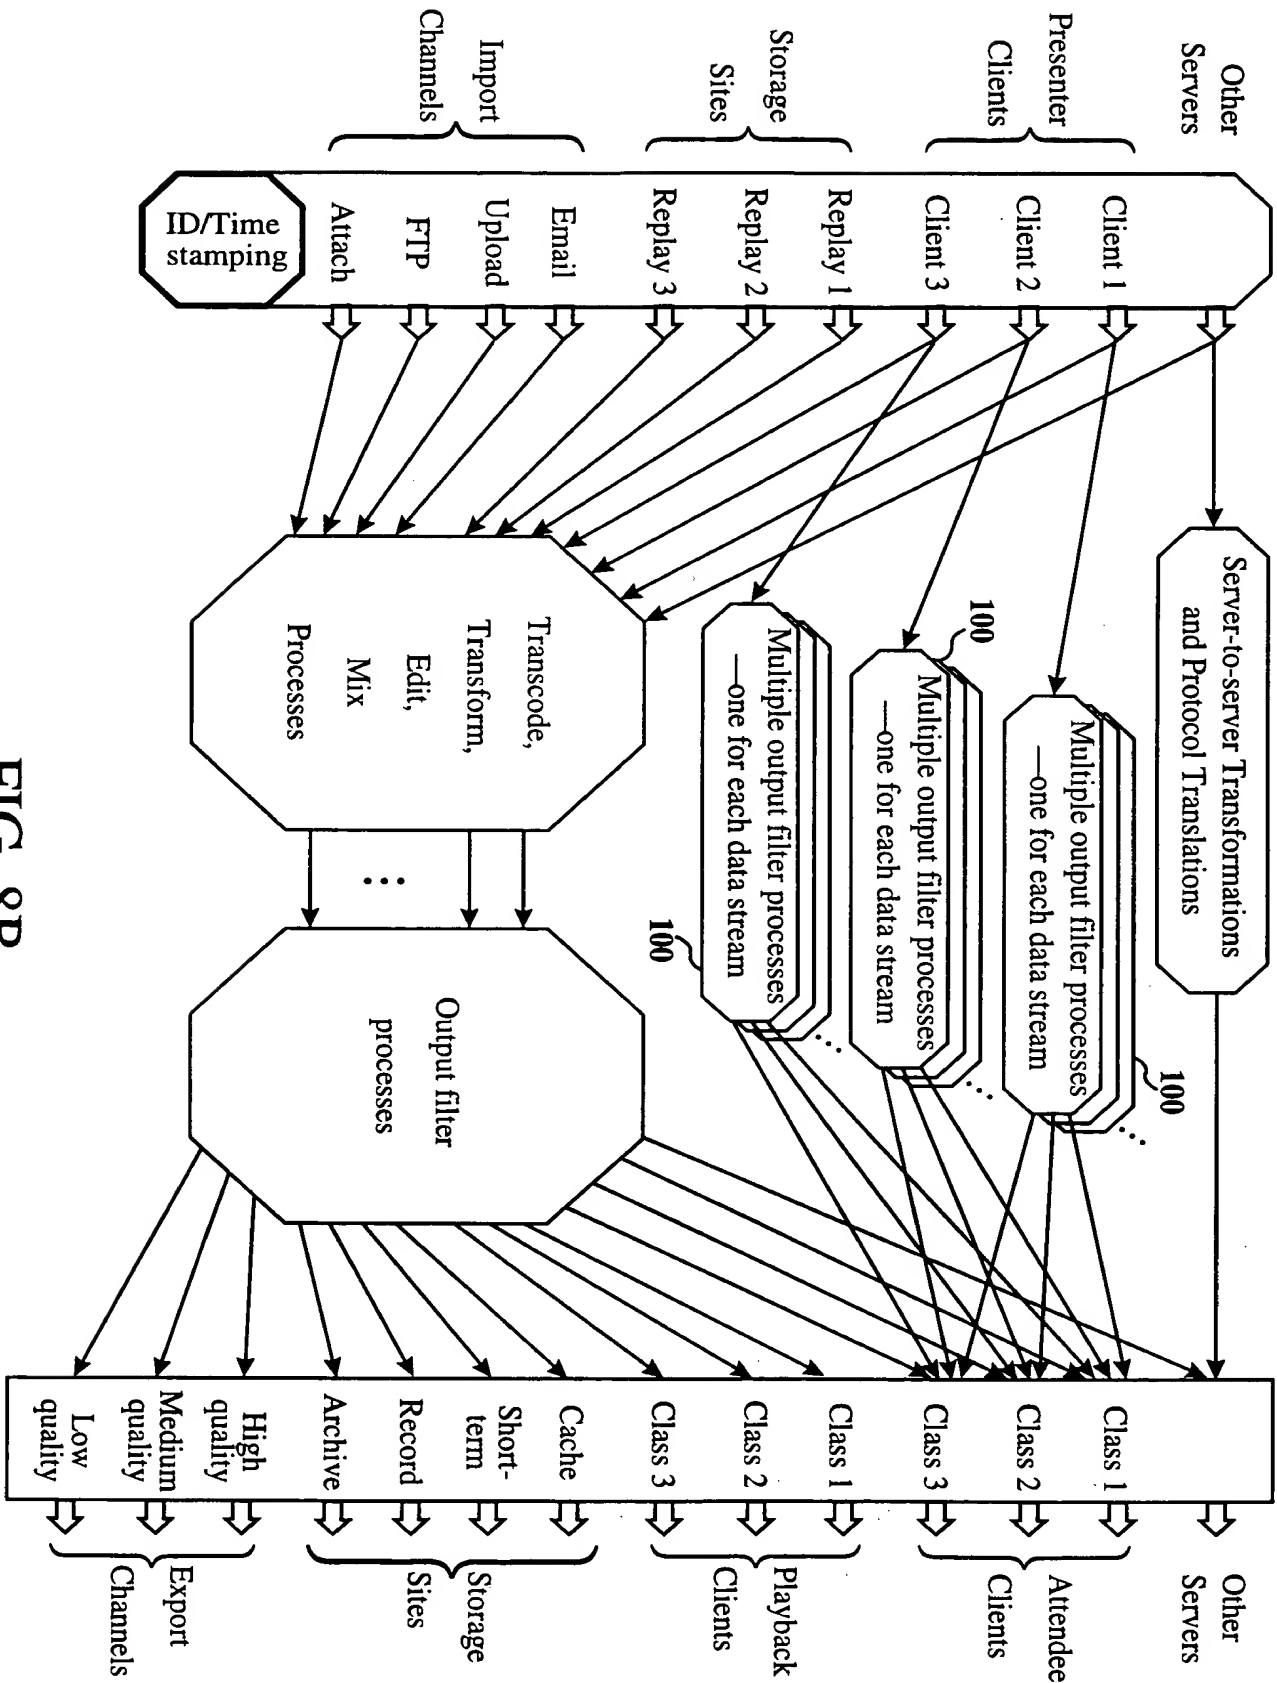 Other
Servers
Presenter
Clients
Storage
Sites
Import
Channels
Client 1
Client 2
Client 3
Replay 1
Replay 2
Replay 3
Email
Upload
FTP
Attach
ID/Time
stamping
Server-to-server Transformations
and Protocol Translations
Multiple output filter processes
—one for each data stream
100
Multiple output filter processes
—one for each data stream
100
Multiple output filter processes
—one for each data stream
100
Transcode,
Transform,
Edit,
Mix
Processes
Output filter
processes
Class 1
Class 2
Class 3
Class 1
Class 2
Class 3
Cache
Short-
term
Record
Archive
High
quality
Medium
quality
Low
quality
Other
Servers
Attendee
Clients
Playback
Clients
Storage
Sites
Export
Channels